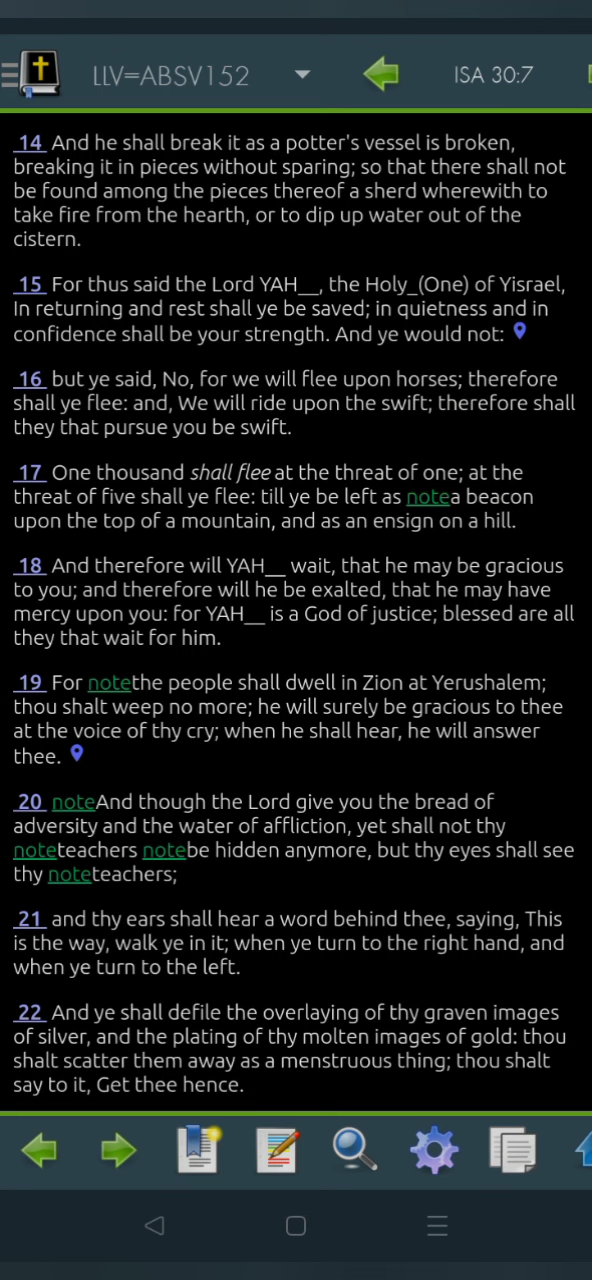 LLV=ABSV152 ISA 30:7
14 And he shall break it as a potter's vessel is broken,
breaking it in pieces without sparing; so that there shall not
be found among the pieces thereof a sherd wherewith to
take fire from the hearth, or to dip up water out of the
cistern.
15 For thus said the Lord YAH__, the Holy_(One) of Yisrael,
In returning and rest shall ye be saved; in quietness and in
confidence shall be your strength. And ye would not:
16 but ye said, No, for we will flee upon horses; therefore
shall ye flee: and, We will ride upon the swift; therefore shall
they that pursue you be swift.
17 One thousand shall flee at the threat of one; at the
threat of five shall ye flee: till ye be left as notea beacon
upon the top of a mountain, and as an ensign on a hill.
18 And therefore will YAH__ wait, that he may be gracious
to you; and therefore will he be exalted, that he may have
mercy upon you: for YAH__ is a God of justice; blessed are all
they that wait for him.
19 For notethe people shall dwell in Zion at Yerushalem;
thou shalt weep no more; he will surely be gracious to thee
at the voice of thy cry; when he shall hear, he will answer
thee.
20 noteAnd though the Lord give you the bread of
adversity and the water of affliction, yet shall not thy
noteteachers notebe hidden anymore, but thy eyes shall see
thy noteteachers;
21 and thy ears shall hear a word behind thee, saying, This
is the way, walk ye in it; when ye turn to the right hand, and
when ye turn to the left.
22 And ye shall defile the overlaying of thy graven images
of silver, and the plating of thy molten images of gold: thou
shalt scatter them away as a menstruous thing; thou shalt
say to it, Get thee hence.